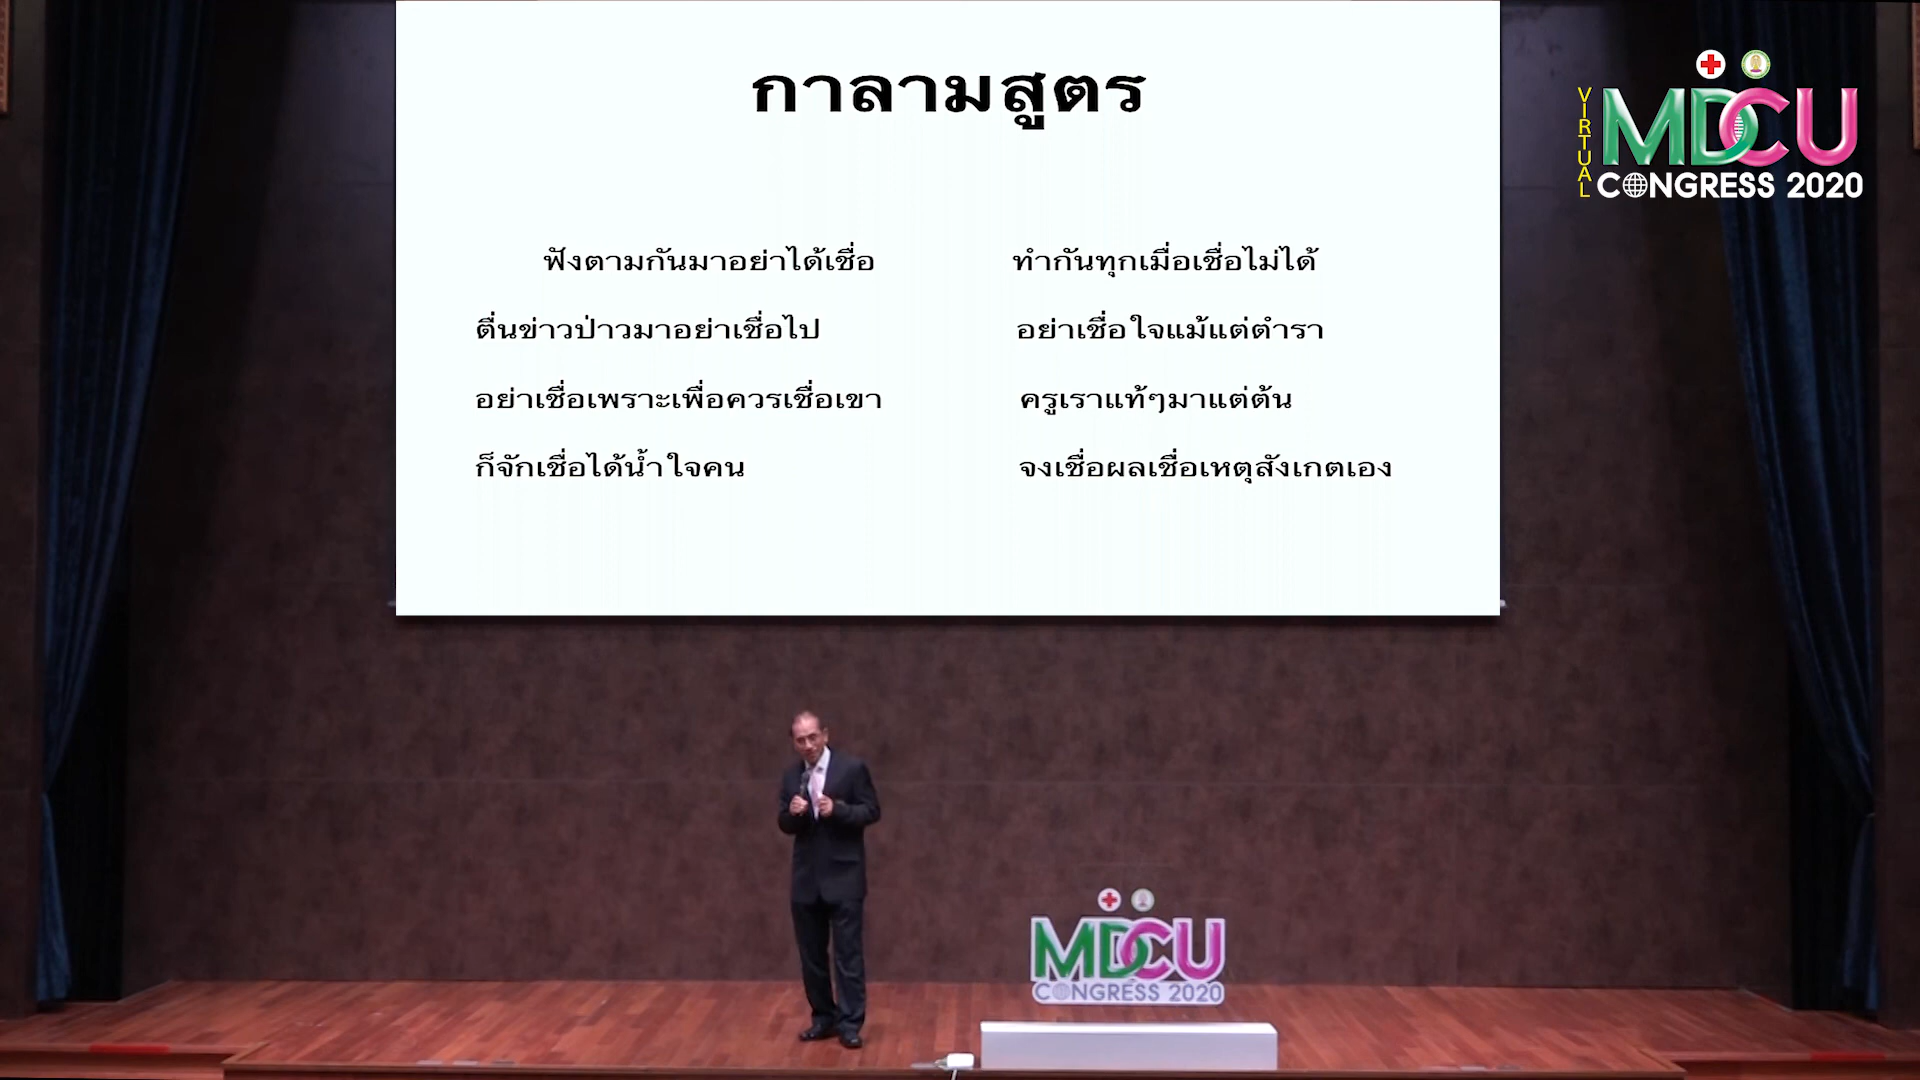 กาลามสูตร
ฟังตามกันมาอย่าได้เชื่อ ทำกันทุกเมื่อเชื่อไม่ได้
ตื่นข่าวป่าวมาอย่าเชื่อไป อย่าเชื่อใจแม้แต่ตำรา
อย่าเชื่อเพราะเพื่อควรเชื่อเขา ครูเราแท้ๆมาแต่ต้น
ก็จักเชื่อได้น้ำใจคน จงเชื่อผลเชื่อเหตุสังเกตเอง
VIRTUAL
MDCU
CONGRESS 2020
MDCU
CONGRESS 2020